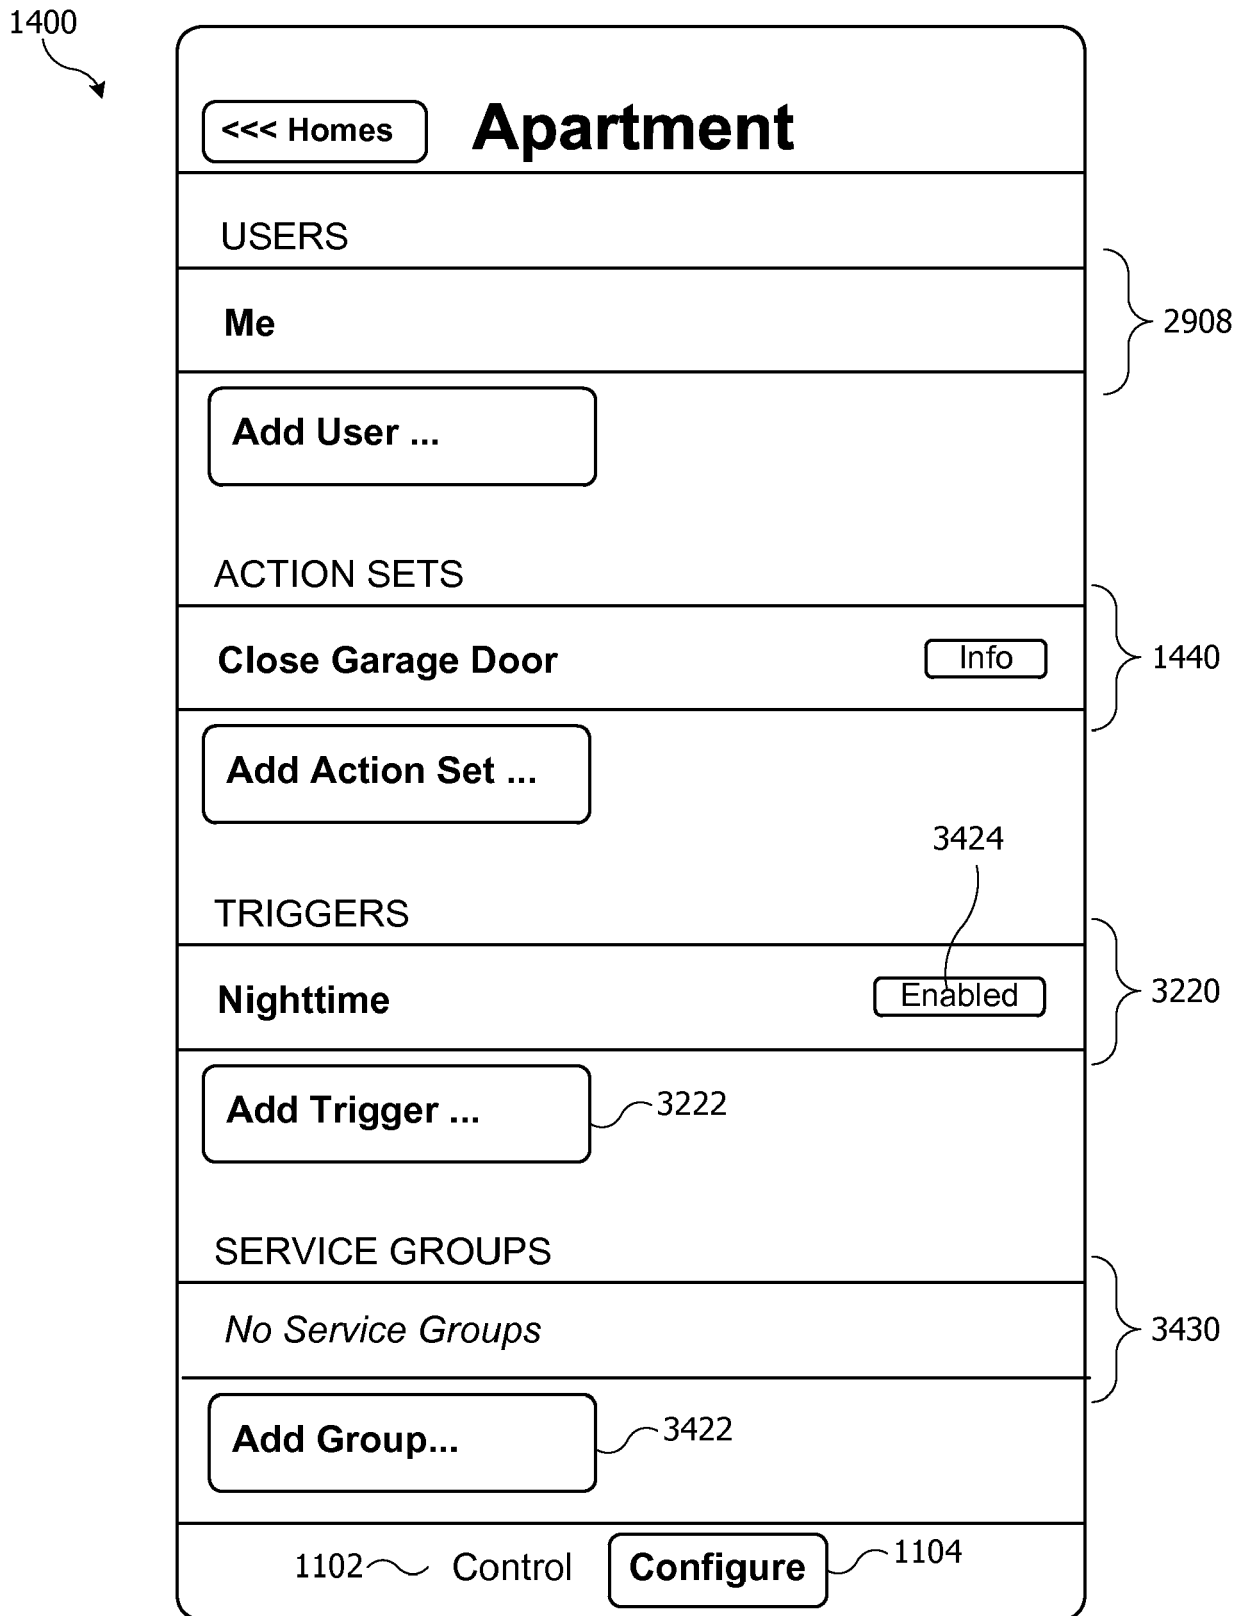 1400
<<< Homes Apartment
USERS
Me
2908
Add User ...
ACTION SETS
Close Garage Door Info 1440
Add Action Set ...
3424
TRIGGERS
Nighttime Enabled 3220
Add Trigger ... 3222
SERVICE GROUPS
No Service Groups 3430
Add Group... 3422
1102 Control Configure 1104